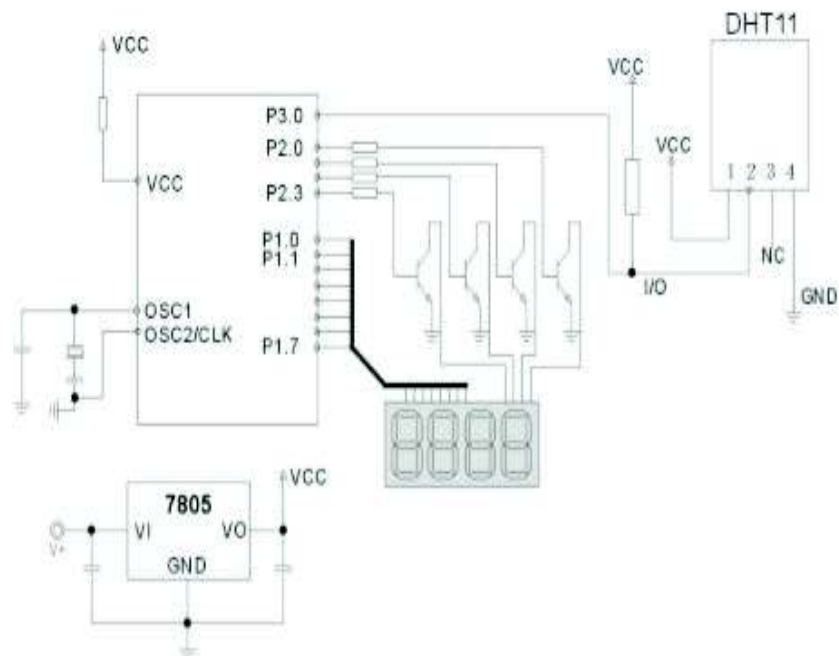 DHT11
VCC
VCC
P3.0
VCC
P2.0
VCC
P2.3
1 2 3 4
P1.0
P1.1
NC
I/O
GND
OSC1
OSC2/CLK
P1.7
VCC
7805
VI
VO
V+
GND